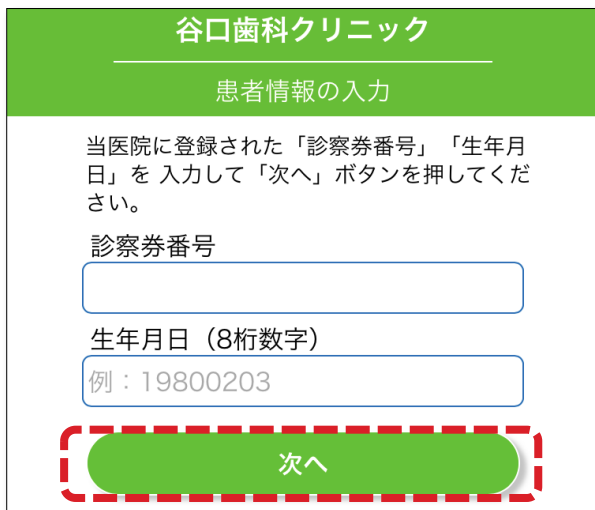 谷口歯科クリニック
患者情報の入力
当医院に登録された「診察券番号」「生年月
日」を 入力して「次へ」ボタンを押してくだ
さい。
診察券番号
生年月日（8桁数字）
例：19800203
次へ